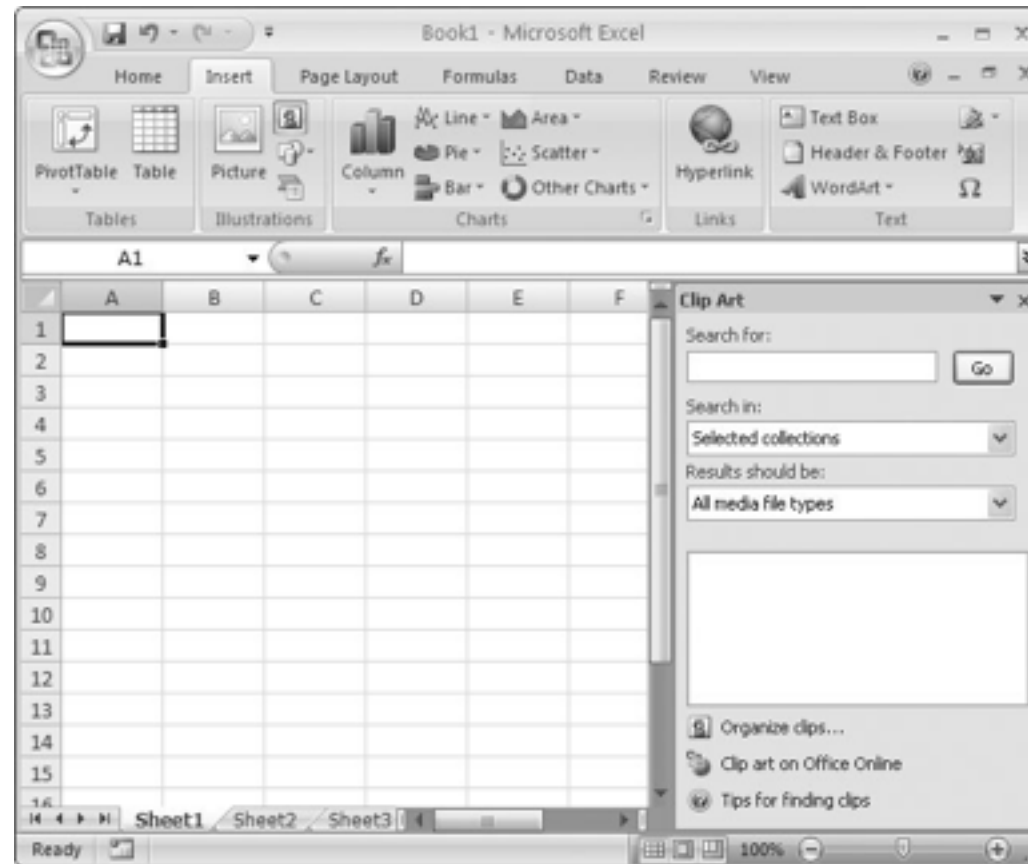 Book1 - Microsoft Excel
Home Insert Page Layout Formulas Data Review View
PivotTable Table Picture Column Line Area Pie Scatter Bar Other Charts Hyperlink Text Box Header & Footer WordArt Ω
Tables Illustrations Charts Links Text
A1 fx
A B C D E F
1
2
3
4
5
6
7
8
9
10
11
12
13
14
15
16
Clip Art
Search for:
Go
Search in:
Selected collections
Results should be:
All media file types
Organize clips...
Clip art on Office Online
Tips for finding clips
Sheet1 Sheet2 Sheet3
Ready 100%